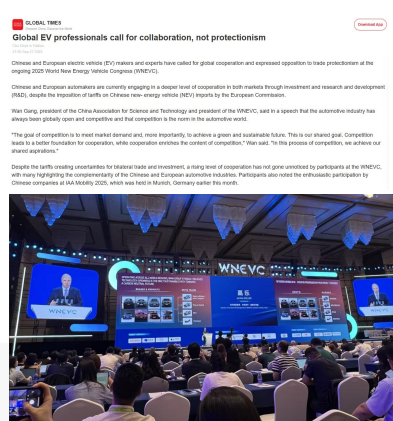 GLOBAL TIMES
Download App
Global EV professionals call for collaboration, not protectionism
Chinese and European electric vehicle (EV) makers and experts have called for global cooperation and expressed opposition to trade protectionism at the
ongoing 2025 World New Energy Vehicle Congress (WNEVC).
Chinese and European automakers are currently engaging in a deeper level of cooperation in both markets through investment and research and development
(R&D), despite the imposition of tariffs on Chinese new- energy vehicle (NEV) imports by the European Commission.
Wan Gang, president of the China Association for Science and Technology and president of the WNEVC, said in a speech that the automotive industry has
always been globally open and competitive and that competition is the norm in the automotive world.
"The goal of competition is to meet market demand and, more importantly, to achieve a green and sustainable future. This is our shared goal. Competition
leads to a better foundation for cooperation, while cooperation enriches the content of competition," Wan said. "In this process of competition, we achieve our
shared aspirations."
Despite the tariffs creating uncertainties for bilateral trade and investment, a rising level of cooperation has not gone unnoticed by participants at the WNEVC,
with many highlighting the complementarity of the Chinese and European automotive industries. Participants also noted the enthusiastic participation by
Chinese companies at IAA Mobility 2025, which was held in Munich, Germany earlier this month.
WNEVC
WNEVC
WNEVC